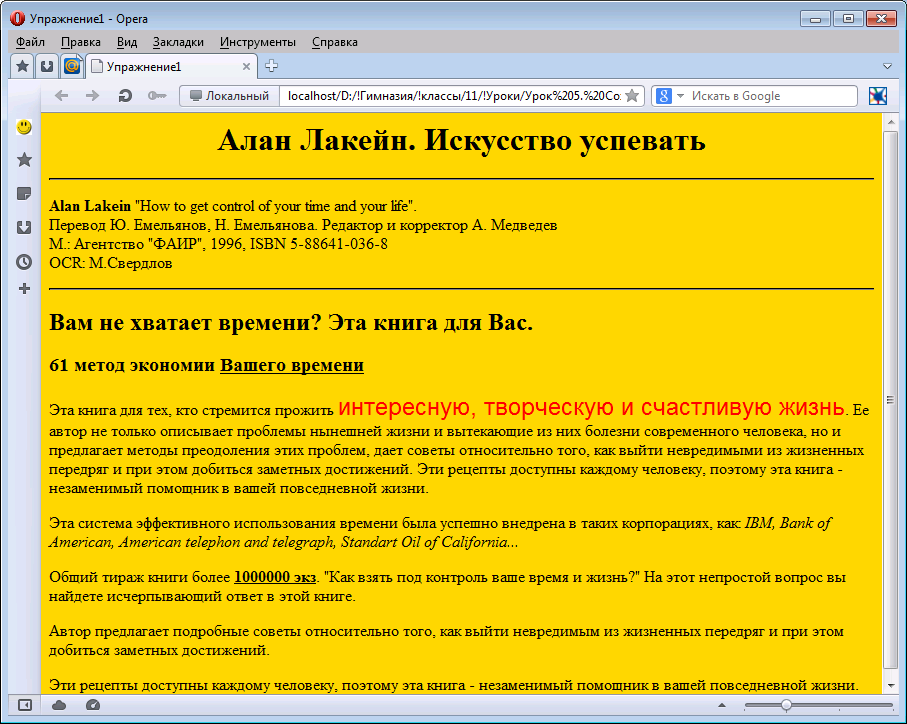 Упражнение1 - Opera
Файл Правка Вид Закладки Инструменты Справка
Упражнение1
Локальный localhost/D:/!Гимназия/!классы/11/!Уроки/Урок%205.%20Со: 8 Искать в Google
Алан Лакейн. Искусство успевать
Alan Lakein "How to get control of your time and your life".
Перевод Ю. Емельянов, Н. Емельянова. Редактор и корректор А. Медведев
М.: Агентство "ФАИР", 1996, ISBN 5-88641-036-8
OCR: М.Свердлов
Вам не хватает времени? Эта книга для Вас.
61 метод экономии Вашего времени
Эта книга для тех, кто стремится прожить интересную, творческую и счастливую жизнь. Ее
автор не только описывает проблемы нынешней жизни и вытекающие из них болезни современного человека, но и
предлагает методы преодоления этих проблем, дает советы относительно того, как выйти невредимыми из жизненных
передряг и при этом добиться заметных достижений. Эти рецепты доступны каждому человеку, поэтому эта книга -
незаменимый помощник в вашей повседневной жизни.
Эта система эффективного использования времени была успешно внедрена в таких корпорациях, как: IBM, Bank of
American, American telephon and telegraph, Standart Oil of California...
Общий тираж книги более 1000000 экз. "Как взять под контроль ваше время и жизнь?" На этот непростой вопрос вы
найдете исчерпывающий ответ в этой книге.
Автор предлагает подробные советы относительно того, как выйти невредимым из жизненных передряг и при этом
добиться заметных достижений.
Эти рецепты доступны каждому человеку, поэтому эта книга - незаменимый помощник в вашей повседневной жизни.